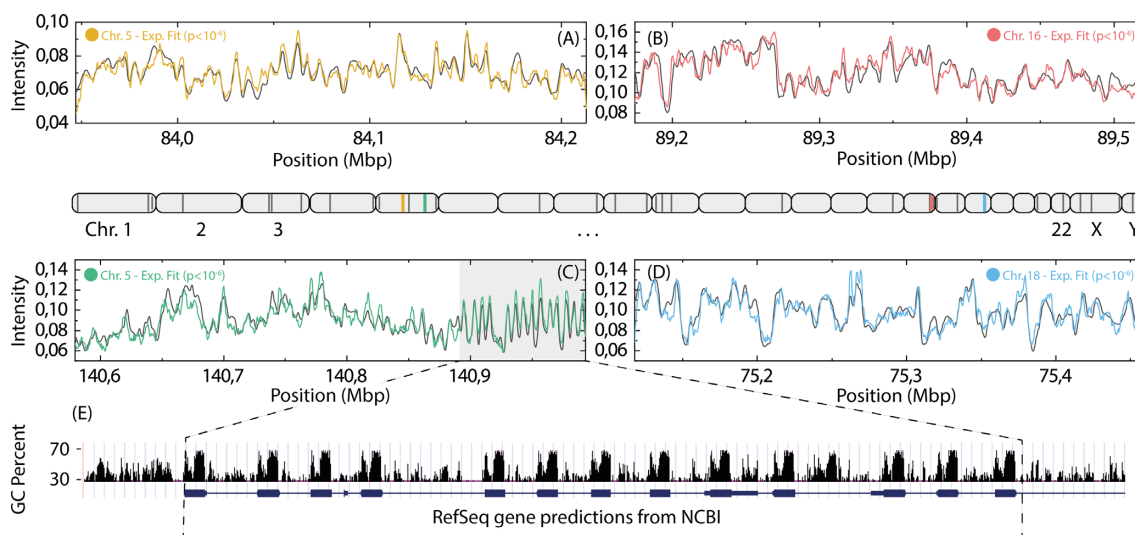 0,10
0,08
0,06
0,04
Intensity
Chr. 5 - Exp. Fit (p<10⁻⁶)
(A)
84,0
84,1
84,2
Position (Mbp)
0,16
0,14
0,12
0,10
0,08
(B)
Chr. 16 - Exp. Fit (p<10⁻⁶)
89,2
89,3
89,4
89,5
Position (Mbp)
Chr. 1
2
3
...
22
X
Y
0,14
0,12
0,10
0,08
0,06
Intensity
Chr. 5 - Exp. Fit (p<10⁻⁶)
(C)
140,6
140,7
140,8
140,9
Position (Mbp)
0,14
0,12
0,10
0,08
0,06
(D)
Chr. 18 - Exp. Fit (p<10⁻⁶)
75,2
75,3
75,4
Position (Mbp)
(E)
GC Percent
70
30
RefSeq gene predictions from NCBI